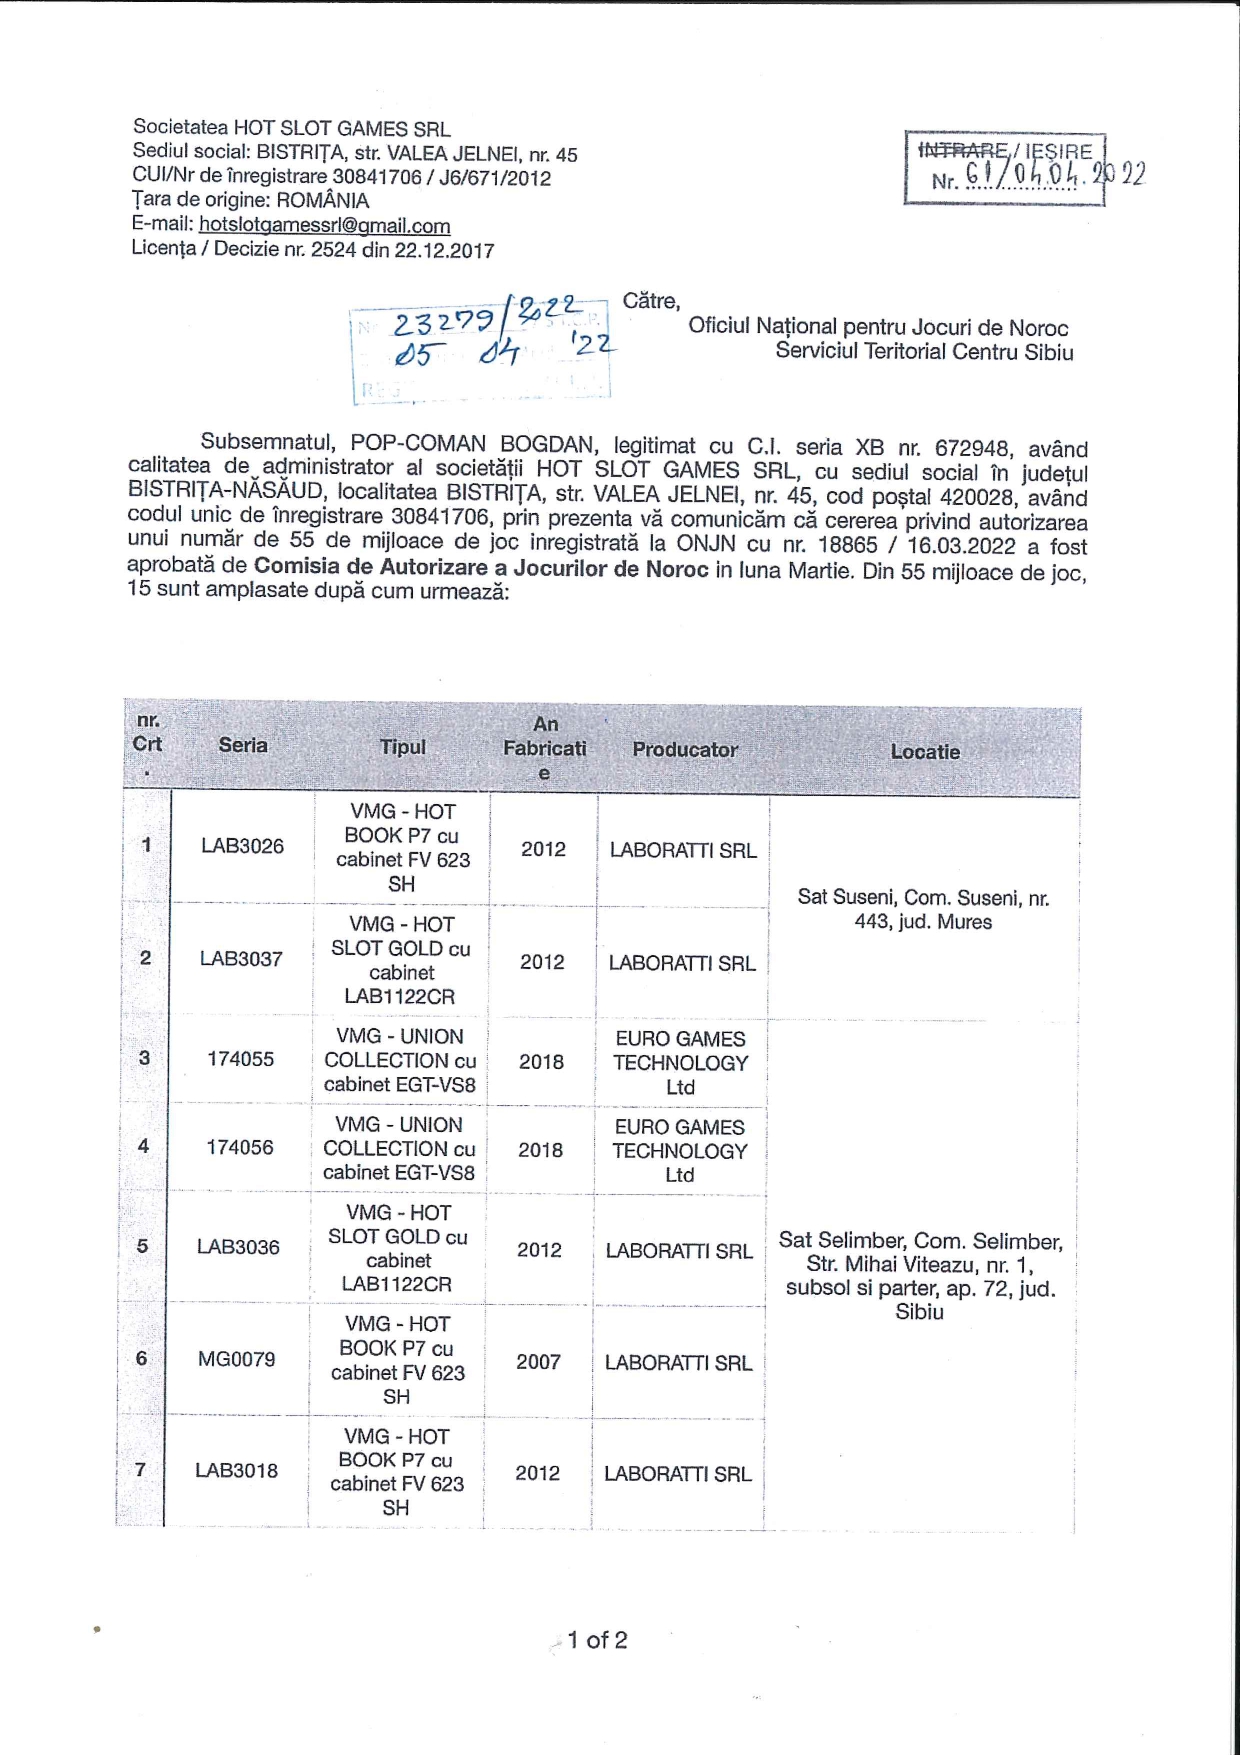 Societatea HOT SLOT GAMES SRL
Sediul social: BISTRIȚA, str. VALEA JELNEI, nr. 45
CUI/Nr de înregistrare 30841706 / J6/671/2012
Țara de origine: ROMÂNIA
E-mail: hotslotgamessrl@gmail.com
Licența / Decizie nr. 2524 din 22.12.2017
INTRARE / IEȘIRE
Nr. 61/04.04.2022
23279/2022
05 04 '22
REG
Către,
Oficiul Național pentru Jocuri de Noroc
Serviciul Teritorial Centru Sibiu
Subsemnatul, POP-COMAN BOGDAN, legitimat cu C.I. seria XB nr. 672948, având
calitatea de administrator al societății HOT SLOT GAMES SRL, cu sediul social în județul
BISTRIȚA-NĂSĂUD, localitatea BISTRIȚA, str. VALEA JELNEI, nr. 45, cod poștal 420028, având
codul unic de înregistrare 30841706, prin prezenta vă comunicăm că cererea privind autorizarea
unui număr de 55 de mijloace de joc inregistrată la ONJN cu nr. 18865 / 16.03.2022 a fost
aprobată de Comisia de Autorizare a Jocurilor de Noroc in luna Martie. Din 55 mijloace de joc,
15 sunt amplasate după cum urmează:
nr.
Crt
.
Seria
Tipul
An
Fabricati
e
Producator
Locatie
1
LAB3026
VMG - HOT
BOOK P7 cu
cabinet FV 623
SH
2012
LABORATTI SRL
Sat Suseni, Com. Suseni, nr.
443, jud. Mures
2
LAB3037
VMG - HOT
SLOT GOLD cu
cabinet
LAB1122CR
2012
LABORATTI SRL
3
174055
VMG - UNION
COLLECTION cu
cabinet EGT-VS8
2018
EURO GAMES
TECHNOLOGY
Ltd
4
174056
VMG - UNION
COLLECTION cu
cabinet EGT-VS8
2018
EURO GAMES
TECHNOLOGY
Ltd
5
LAB3036
VMG - HOT
SLOT GOLD cu
cabinet
LAB1122CR
2012
LABORATTI SRL
Sat Selimber, Com. Selimber,
Str. Mihai Viteazu, nr. 1,
subsol si parter, ap. 72, jud.
Sibiu
6
MG0079
VMG - HOT
BOOK P7 cu
cabinet FV 623
SH
2007
LABORATTI SRL
7
LAB3018
VMG - HOT
BOOK P7 cu
cabinet FV 623
SH
2012
LABORATTI SRL
1 of 2